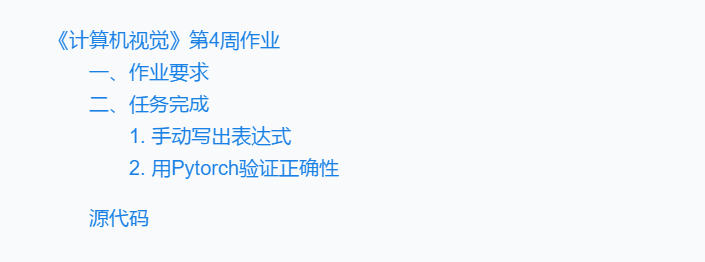 《计算机视觉》第4周作业
一、作业要求
二、任务完成
1. 手动写出表达式
2. 用Pytorch验证正确性
源代码